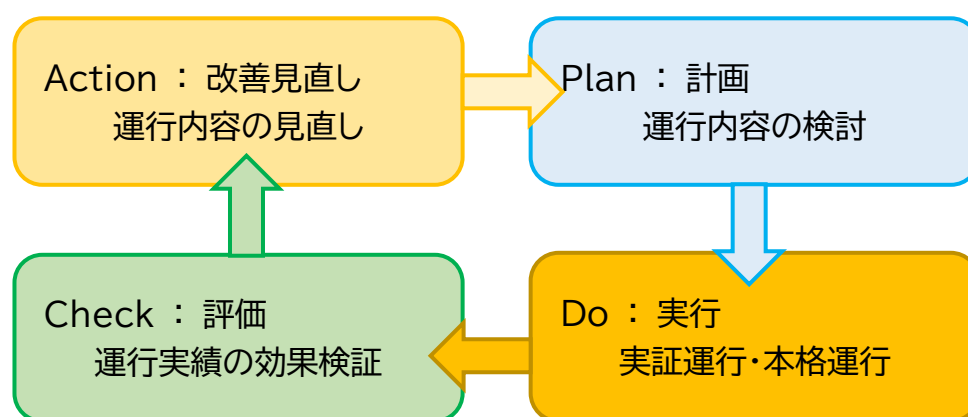 Action : 改善見直し
運行内容の見直し
Plan : 計画
運行内容の検討
Check : 評価
運行実績の効果検証
Do : 実行
実証運行・本格運行